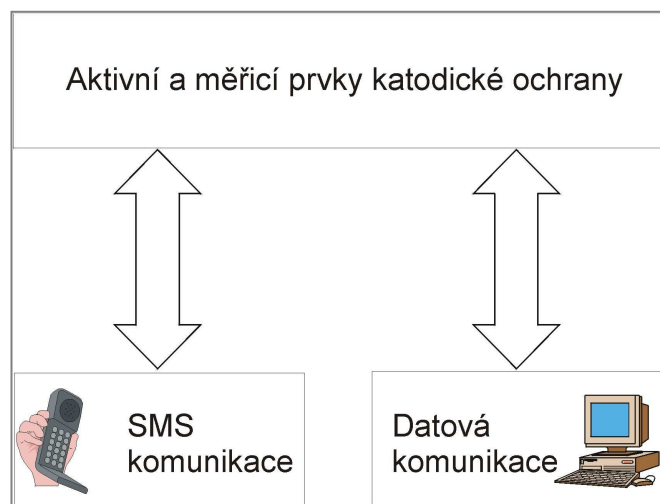 Aktivní a měřicí prvky katodické ochrany
SMS
komunikace
Datová
komunikace